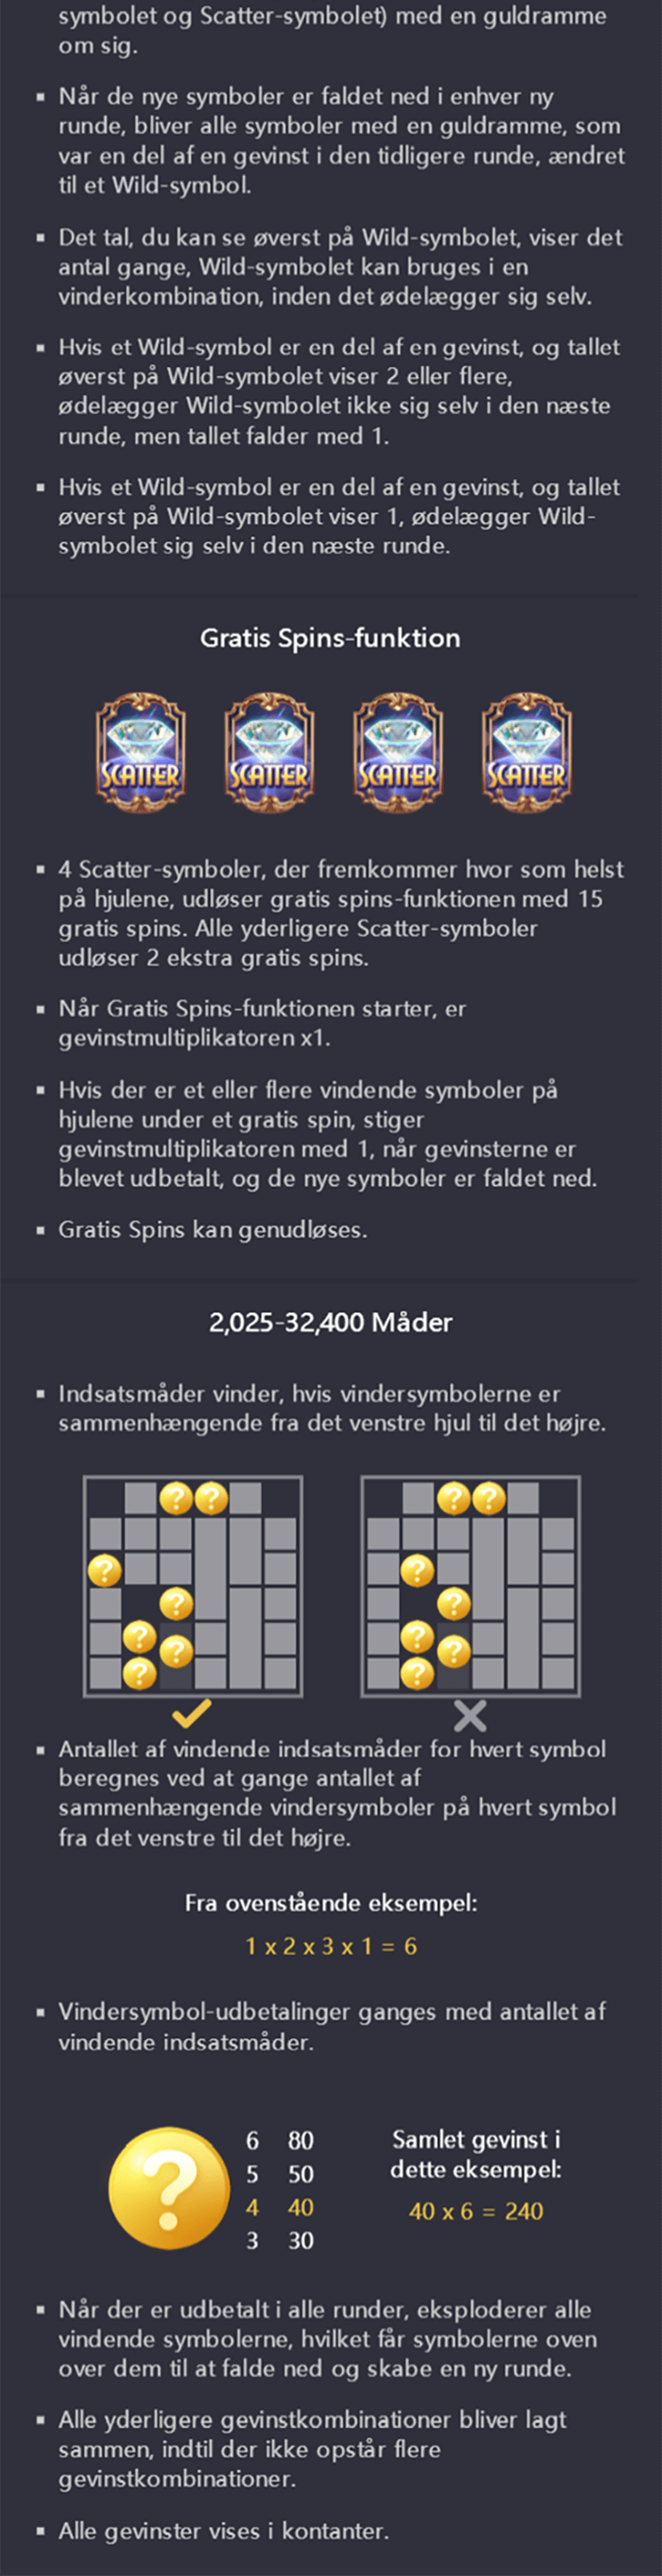 symbolet og Scatter-symbolet) med en guldramme
om sig.
▪ Når de nye symboler er faldet ned i enhver ny
runde, bliver alle symboler med en guldramme, som
var en del af en gevinst i den tidligere runde, ændret
til et Wild-symbol.
▪ Det tal, du kan se øverst på Wild-symbolet, viser det
antal gange, Wild-symbolet kan bruges i en
vinderkombination, inden det ødelægger sig selv.
▪ Hvis et Wild-symbol er en del af en gevinst, og tallet
øverst på Wild-symbolet viser 2 eller flere,
ødelægger Wild-symbolet ikke sig selv i den næste
runde, men tallet falder med 1.
▪ Hvis et Wild-symbol er en del af en gevinst, og tallet
øverst på Wild-symbolet viser 1, ødelægger Wild-
symbolet sig selv i den næste runde.
Gratis Spins-funktion
SCATTER SCATTER SCATTER SCATTER
▪ 4 Scatter-symboler, der fremkommer hvor som helst
på hjulene, udløser gratis spins-funktionen med 15
gratis spins. Alle yderligere Scatter-symboler
udløser 2 ekstra gratis spins.
▪ Når Gratis Spins-funktionen starter, er
gevinstmultiplikatoren x1.
▪ Hvis der er et eller flere vindende symboler på
hjulene under et gratis spin, stiger
gevinstmultiplikatoren med 1, når gevinsterne er
blevet udbetalt, og de nye symboler er faldet ned.
▪ Gratis Spins kan genudløses.
2,025-32,400 Måder
▪ Indsatsmåder vinder, hvis vindersymbolerne er
sammenhængende fra det venstre hjul til det højre.
? ? ? ?
? ?
? ?
? ?
? ?
? ?
▪ Antallet af vindende indsatsmåder for hvert symbol
beregnes ved at gange antallet af
sammenhængende vindersymboler på hvert symbol
fra det venstre til det højre.
Fra ovenstående eksempel:
1 x 2 x 3 x 1 = 6
▪ Vindersymbol-udbetalinger ganges med antallet af
vindende indsatsmåder.
?
6 80
5 50
4 40
3 30
Samlet gevinst i
dette eksempel:
40 x 6 = 240
▪ Når der er udbetalt i alle runder, eksploderer alle
vindende symbolerne, hvilket får symbolerne oven
over dem til at falde ned og skabe en ny runde.
▪ Alle yderligere gevinstkombinationer bliver lagt
sammen, indtil der ikke opstår flere
gevinstkombinationer.
▪ Alle gevinster vises i kontanter.